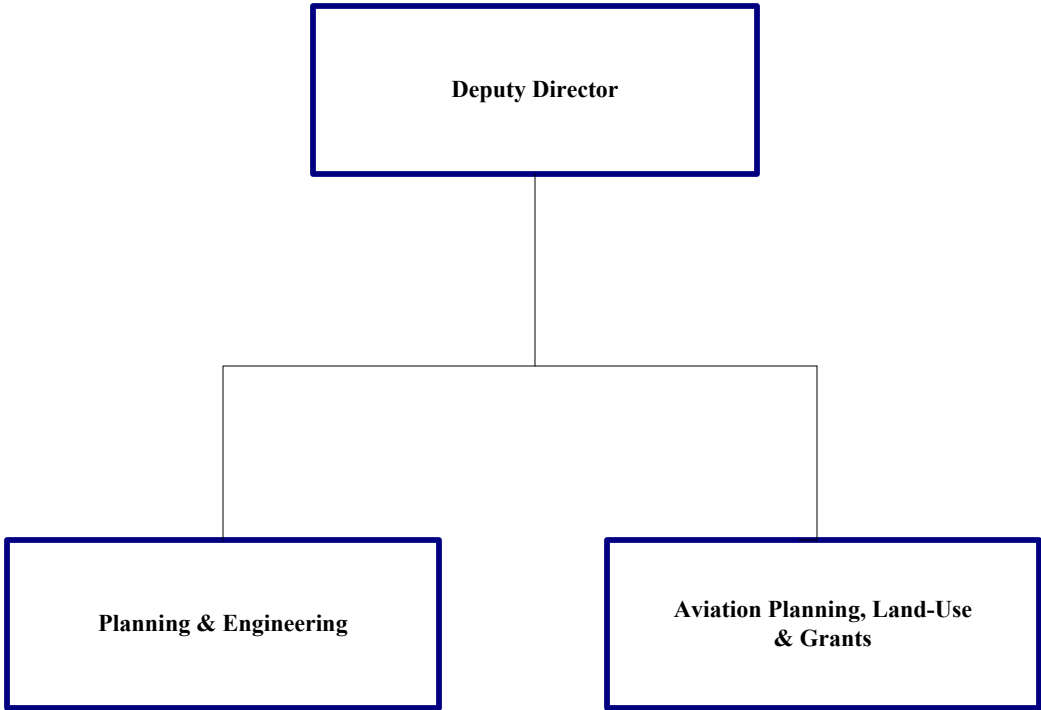 Deputy Director
Planning & Engineering
Aviation Planning, Land-Use
& Grants